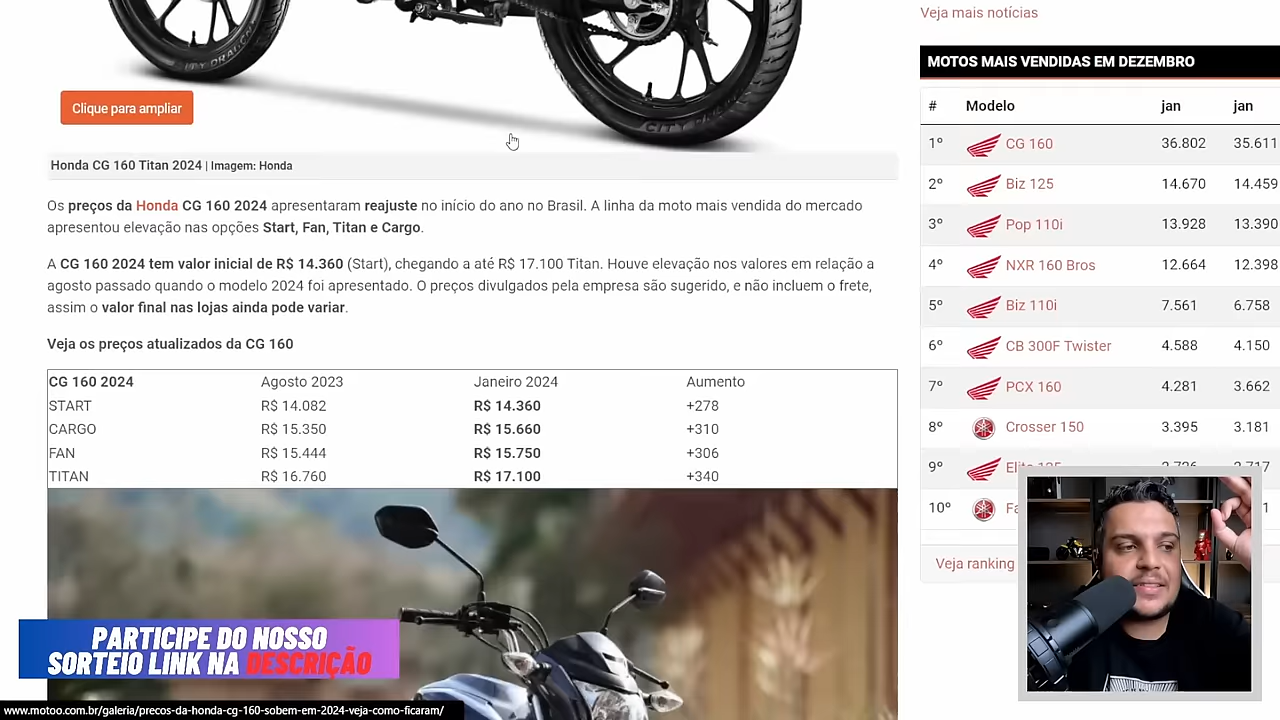 CITY DRAGON
Clique para ampliar
Honda CG 160 Titan 2024 | Imagem: Honda
Os preços da Honda CG 160 2024 apresentaram reajuste no início do ano no Brasil. A linha da moto mais vendida do mercado
apresentou elevação nas opções Start, Fan, Titan e Cargo.
A CG 160 2024 tem valor inicial de R$ 14.360 (Start), chegando a até R$ 17.100 Titan. Houve elevação nos valores em relação a
agosto passado quando o modelo 2024 foi apresentado. O preços divulgados pela empresa são sugerido, e não incluem o frete,
assim o valor final nas lojas ainda pode variar.
Veja os preços atualizados da CG 160
CG 160 2024 Agosto 2023 Janeiro 2024 Aumento
START R$ 14.082 R$ 14.360 +278
CARGO R$ 15.350 R$ 15.660 +310
FAN R$ 15.444 R$ 15.750 +306
TITAN R$ 16.760 R$ 17.100 +340
PARTICIPE DO NOSSO
SORTEIO LINK NA DESCRIÇÃO
www.motoo.com.br/galeria/precos-da-honda-cg-160-sobem-em-2024-veja-como-ficaram/
Veja mais notícias
MOTOS MAIS VENDIDAS EM DEZEMBRO
# Modelo jan jan
1º CG 160 36.802 35.611
2º Biz 125 14.670 14.459
3º Pop 110i 13.928 13.390
4º NXR 160 Bros 12.664 12.398
5º Biz 110i 7.561 6.758
6º CB 300F Twister 4.588 4.150
7º PCX 160 4.281 3.662
8º Crosser 150 3.395 3.181
9º
10º
Veja ranking